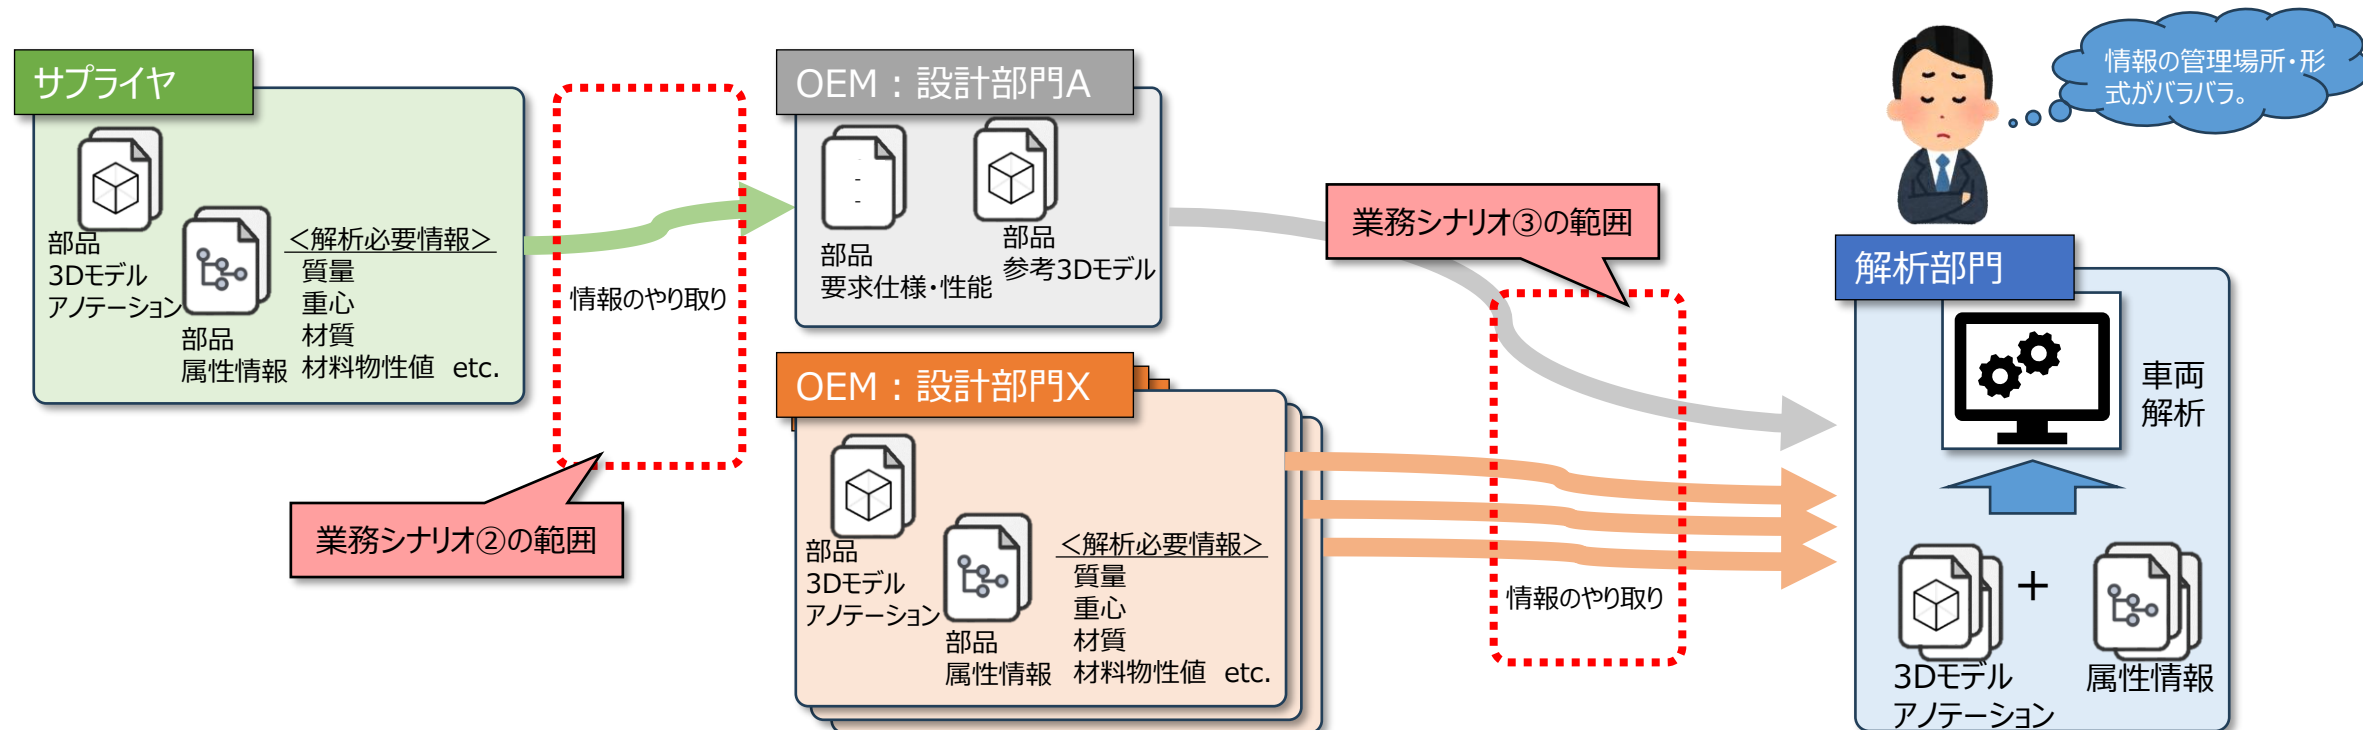 サプライヤ
部品
3Dモデル
アノテーション
部品
属性情報
<解析必要情報>
質量
重心
材質
材料物性値 etc.
情報のやり取り
業務シナリオ②の範囲
OEM：設計部門A
部品
要求仕様・性能
部品
参考3Dモデル
OEM：設計部門X
部品
3Dモデル
アノテーション
部品
属性情報
<解析必要情報>
質量
重心
材質
材料物性値 etc.
業務シナリオ③の範囲
情報のやり取り
情報の管理場所・形
式がバラバラ。
解析部門
車両
解析
+
3Dモデル
アノテーション
属性情報